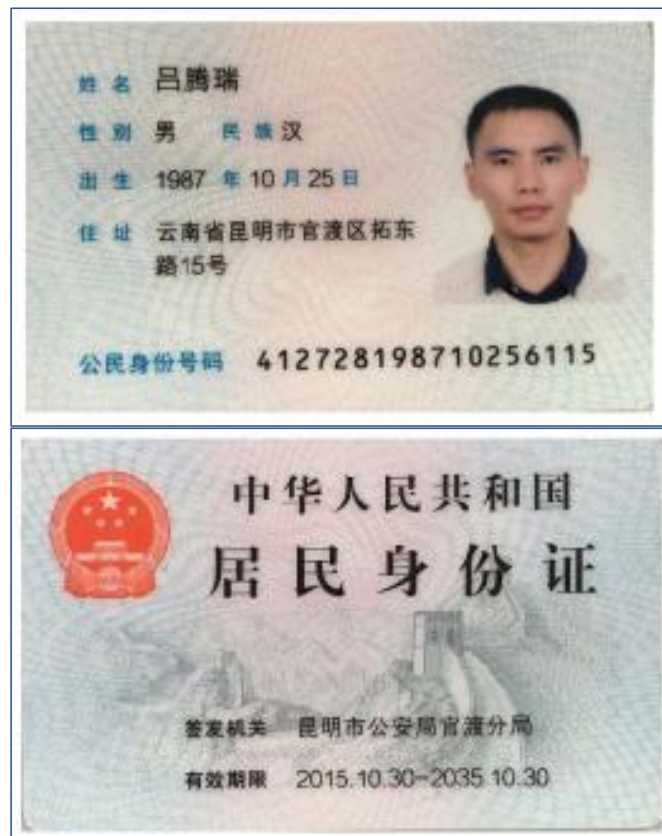 姓名 吕腾瑞
性别 男 民族 汉
出生 1987 年 10 月 25 日
住址 云南省昆明市官渡区拓东
路15号
公民身份号码 412728198710256115
中华人民共和国
居民身份证
签发机关 昆明市公安局官渡分局
有效期限 2015.10.30-2035.10.30